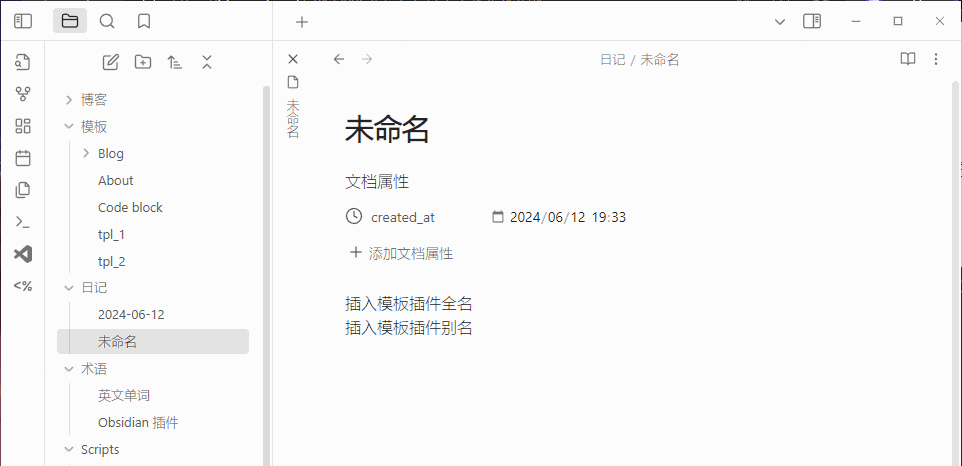 博客
模板
Blog
About
Code block
tpl_1
tpl_2
日记
2024-06-12
未命名
术语
英文单词
Obsidian 插件
Scripts
<%
未命名
日记 / 未命名
未命名
文档属性
created_at 2024/06/12 19:33
添加文档属性
插入模板插件全名
插入模板插件别名